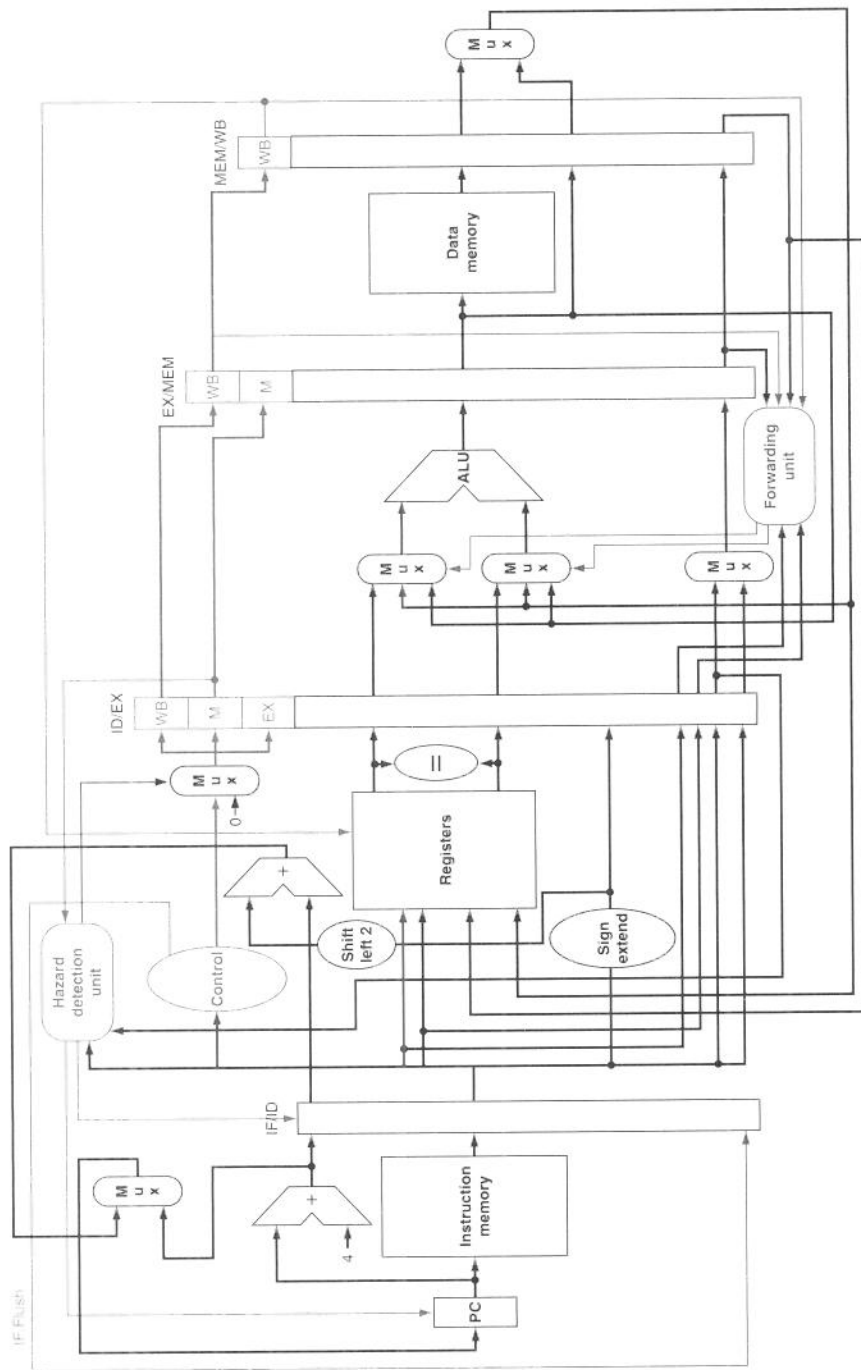 IF.Flush
Hazard
detection
unit
ID/EX
M
u
x
WB
M
EX
0
EX/MEM
WB
M
MEM/WB
WB
Control
M
u
x
IF/ID
+
4
+
Shift
left 2
PC
Instruction
memory
Registers
=
M
u
x
M
u
x
ALU
Data
memory
M
u
x
Sign
extend
M
u
x
Forwarding
unit